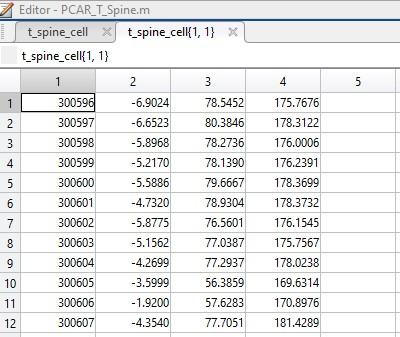 Editor - PCAR_T_Spine.m
t_spine_cell t_spine_cell{1, 1}
t_spine_cell{1, 1}
1 2 3 4 5
1 300596 -6.9024 78.5452 175.7676
2 300597 -6.6523 80.3846 178.3122
3 300598 -5.8968 78.2736 176.0006
4 300599 -5.2170 78.1390 176.2391
5 300600 -5.5886 79.6667 178.3699
6 300601 -4.7320 78.9304 178.3732
7 300602 -5.8775 76.5601 176.1545
8 300603 -5.1562 77.0387 175.7567
9 300604 -4.2699 77.2937 178.0238
10 300605 -3.5999 56.3859 169.6314
11 300606 -1.9200 57.6283 170.8976
12 300607 -4.3540 77.7051 181.4289